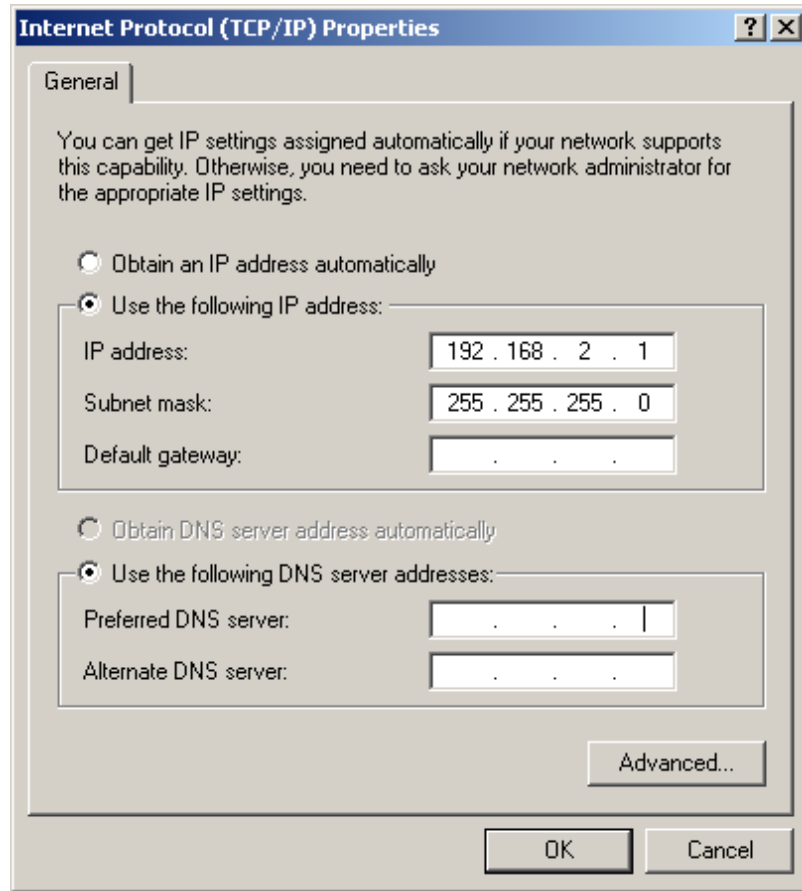 Internet Protocol (TCP/IP) Properties
General
You can get IP settings assigned automatically if your network supports
this capability. Otherwise, you need to ask your network administrator for
the appropriate IP settings.
Obtain an IP address automatically
Use the following IP address:
IP address: 192 . 168 . 2 . 1
Subnet mask: 255 . 255 . 255 . 0
Default gateway: . . .
Obtain DNS server address automatically
Use the following DNS server addresses:
Preferred DNS server: . . .
Alternate DNS server: . . .
Advanced...
OK Cancel